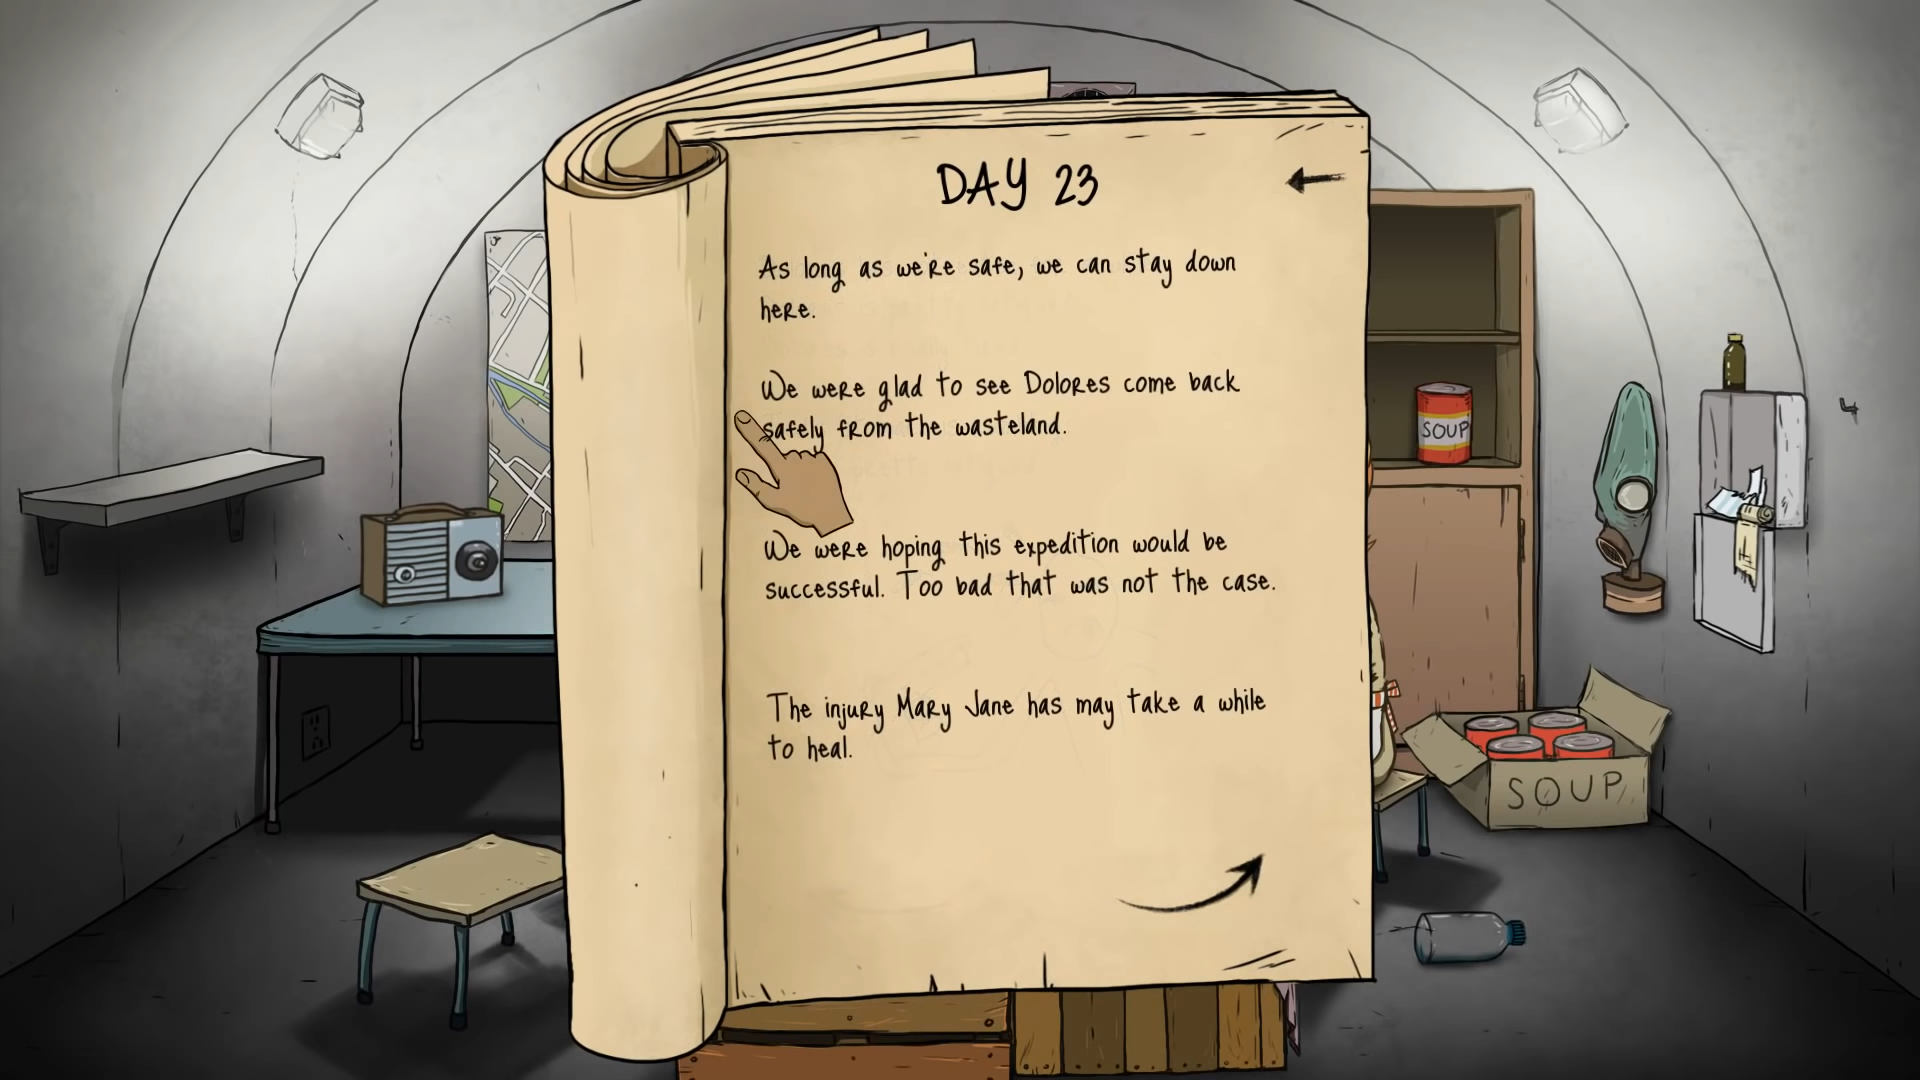 DAY 23
As long as we're safe, we can stay down
here.
We were glad to see Dolores come back
safely from the wasteland.
We were hoping this expedition would be
successful. Too bad that was not the case.
The injury Mary Jane has may take a while
to heal.
SOUP
SOUP